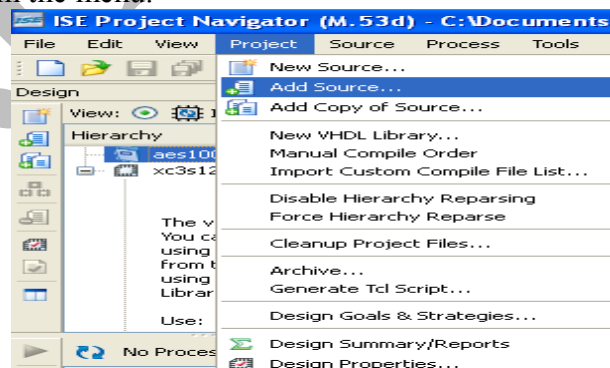 the menu.
ISE Project Navigator (M.53d) - C:\Documents
File Edit View Project Source Process Tools
New Source...
Design
Add Source...
View:
Add Copy of Source...
Hierarchy
New VHDL Library...
aes100
Manual Compile Order
xc3s12
Import Custom Compile File List...
Disable Hierarchy Reparsing
The v
Force Hierarchy Reparse
You ca
using
Cleanup Project Files...
from t
Archive...
using
Generate Tcl Script...
Librar
Design Goals & Strategies...
Use:
Design Summary/Reports
No Proces
Design Properties...